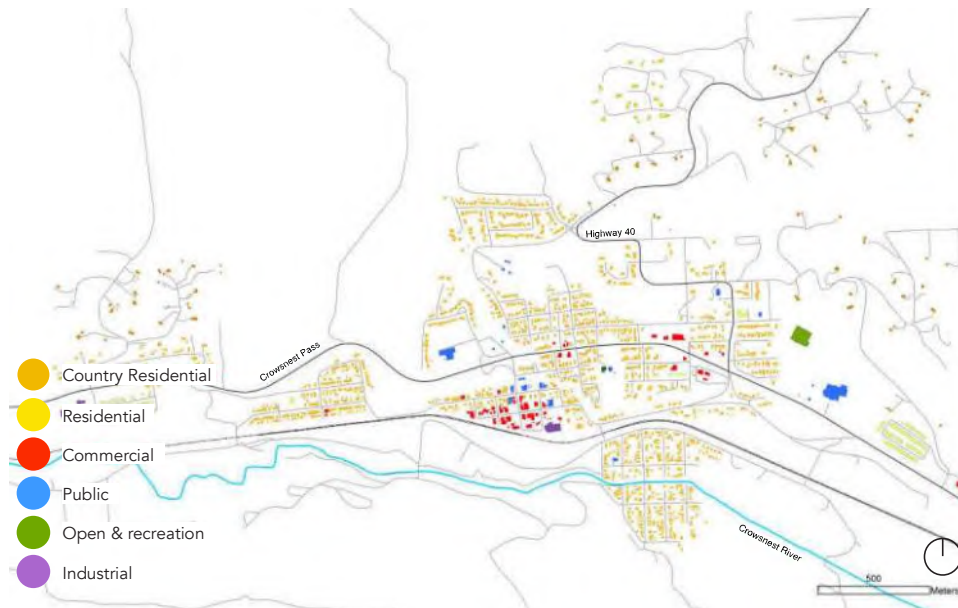 Highway 40
Crowsnest Pass
Country Residential
Residential
Commercial
Public
Open & recreation
Industrial
Crowsnest River
500
Meters